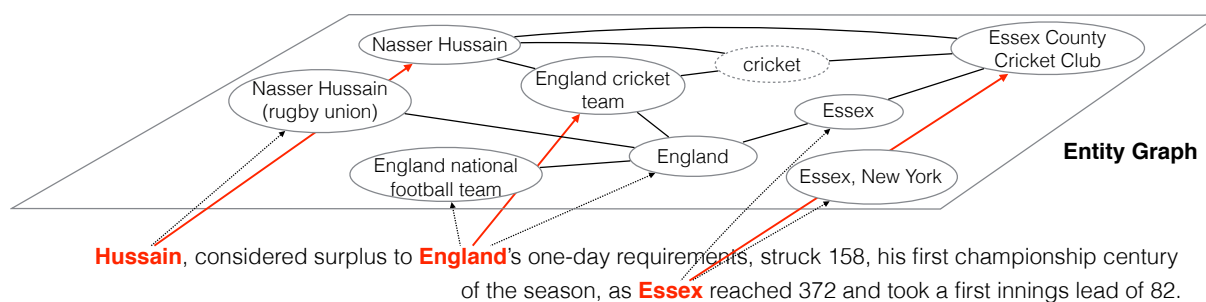 Nasser Hussain
Essex County
Cricket Club
cricket
England cricket
team
Nasser Hussain
(rugby union)
Essex
Entity Graph
England
England national
football team
Essex, New York
Hussain, considered surplus to England's one-day requirements, struck 158, his first championship century
of the season, as Essex reached 372 and took a first innings lead of 82.